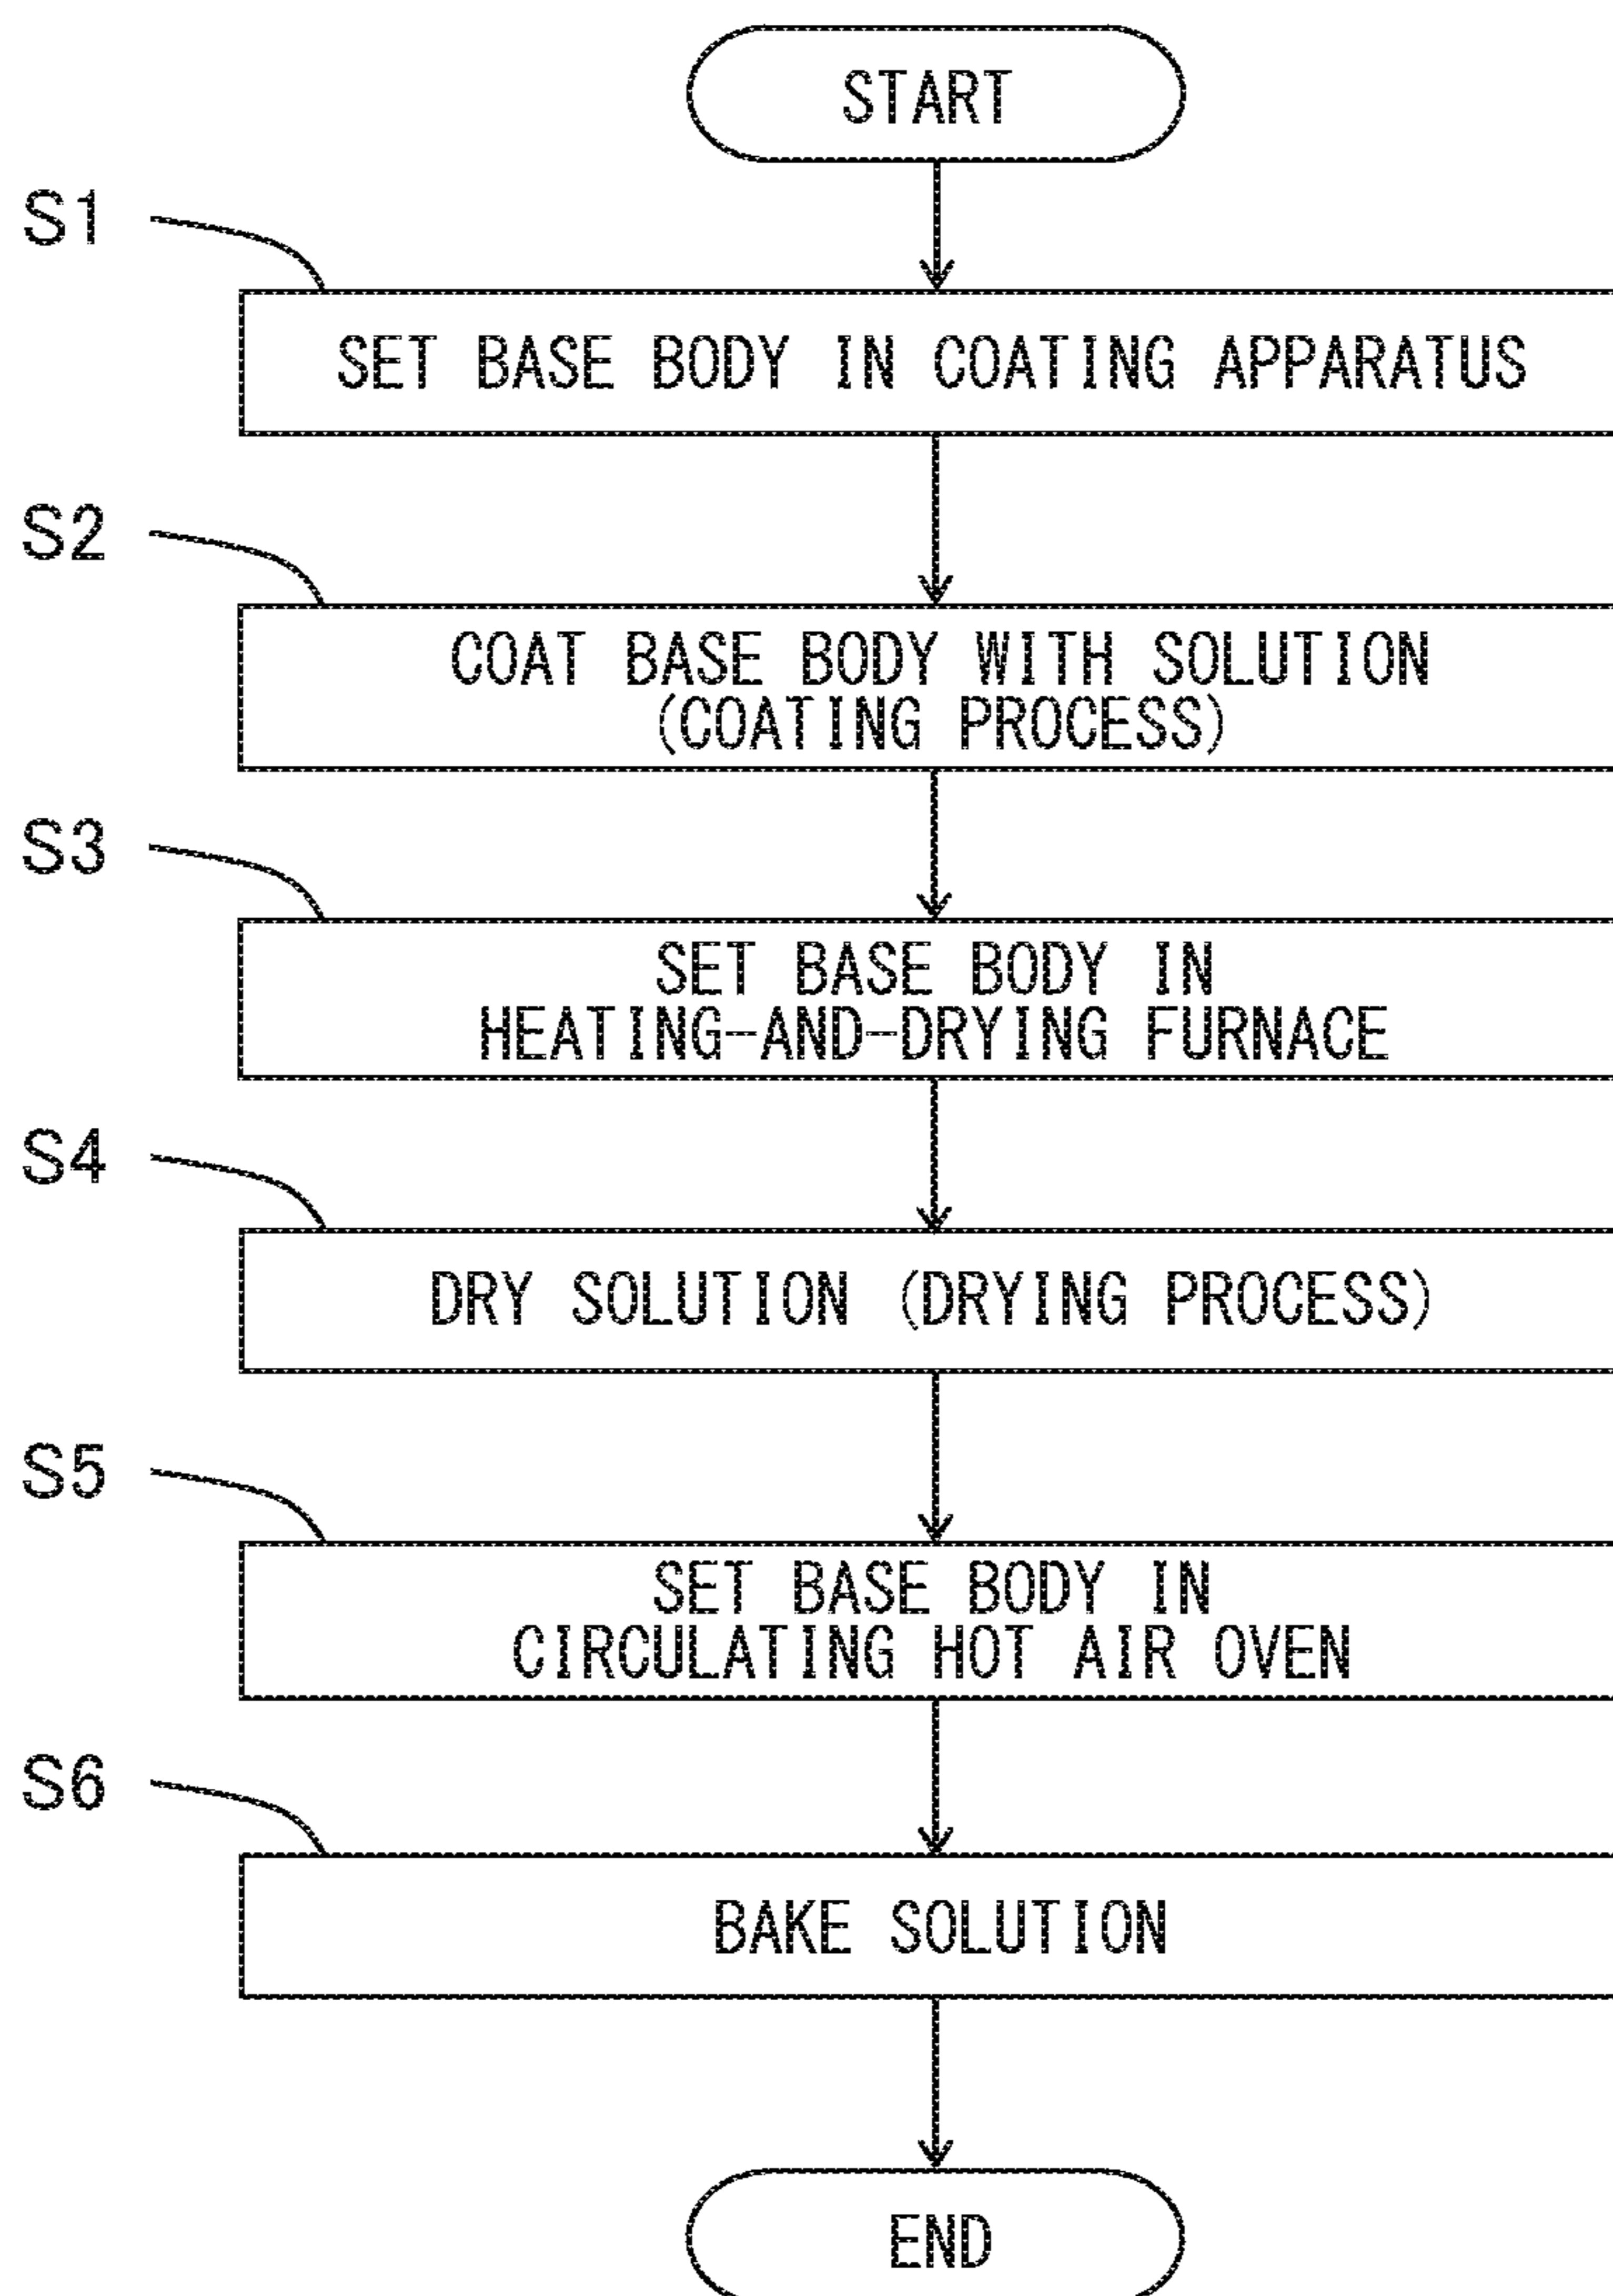 START
S1
SET BASE BODY IN COATING APPARATUS
S2
COAT BASE BODY WITH SOLUTION
(COATING PROCESS)
S3
SET BASE BODY IN
HEATING-AND-DRYING FURNACE
S4
DRY SOLUTION (DRYING PROCESS)
S5
SET BASE BODY IN
CIRCULATING HOT AIR OVEN
S6
BAKE SOLUTION
END